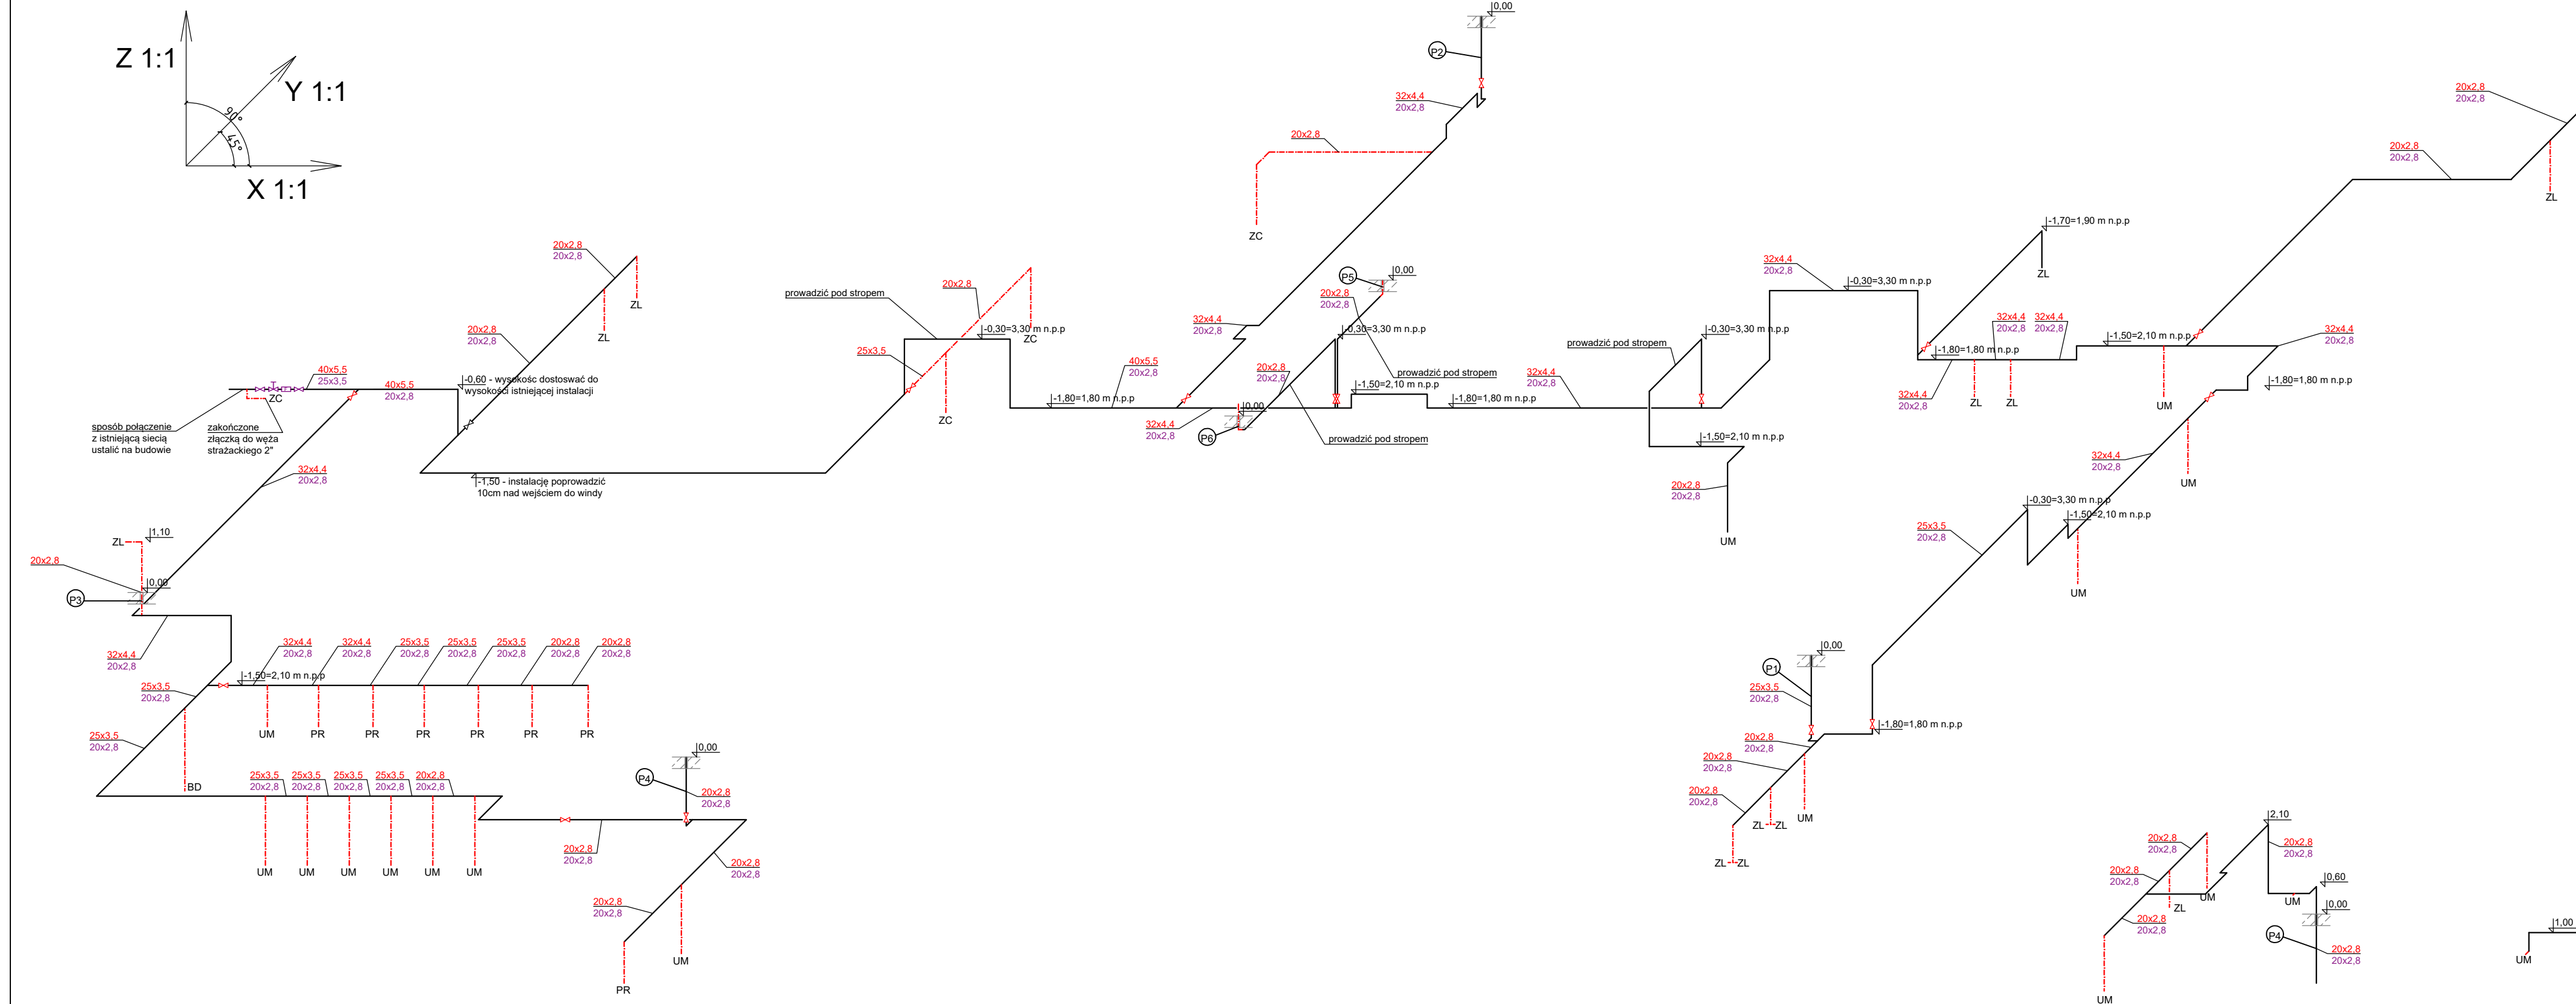 Z 1:1
Y 1:1
X 1:1
90°
45°
0,00
P2
32x4,4
20x2,8
20x2,8
ZC
20x2,8
20x2,8
ZL
20x2,8
20x2,8
-1,70=1,90 m n.p.p
ZL
20x2,8
20x2,8
ZL
ZL
20x2,8
20x2,8
40x5,5
25x3,5
40x5,5
20x2,8
ZC
-0,60 - wysokośc dostoswać do
wysokości istniejącej instalacji
sposób połączenie
z istniejącą siecią
ustalić na budowie
zakończone
złączką do węża
strażackiego 2"
32x4,4
20x2,8
-1,50 - instalację poprowadzić
10cm nad wejściem do windy
prowadzić pod stropem
20x2,8
-0,30=3,30 m n.p.p
ZC
25x3,5
ZC
-1,80=1,80 m n.p.p
40x5,5
20x2,8
32x4,4
20x2,8
P5
0,00
20x2,8
20x2,8
-0,30=3,30 m n.p.p
20x2,8
20x2,8
prowadzić pod stropem
-1,50=2,10 m n.p.p
0,00
P6
32x4,4
20x2,8
prowadzić pod stropem
-1,80=1,80 m n.p.p
32x4,4
20x2,8
prowadzić pod stropem
-0,30=3,30 m n.p.p
-1,50=2,10 m n.p.p
20x2,8
20x2,8
UM
32x4,4
20x2,8
-0,30=3,30 m n.p.p
32x4,4
20x2,8
32x4,4
20x2,8
-1,80=1,80 m n.p.p
32x4,4
20x2,8
ZL
ZL
-1,50=2,10 m n.p.p
UM
32x4,4
20x2,8
-1,80=1,80 m n.p.p
32x4,4
20x2,8
UM
-0,30=3,30 m n.p.p
-1,50=2,10 m n.p.p
25x3,5
20x2,8
UM
ZL
1,10
20x2,8
0,00
P3
32x4,4
20x2,8
32x4,4
20x2,8
32x4,4
20x2,8
25x3,5
20x2,8
25x3,5
20x2,8
25x3,5
20x2,8
20x2,8
20x2,8
20x2,8
20x2,8
-1,50=2,10 m n.p.p
25x3,5
20x2,8
UM
PR
PR
PR
PR
PR
PR
25x3,5
20x2,8
BD
25x3,5
20x2,8
25x3,5
20x2,8
25x3,5
20x2,8
25x3,5
20x2,8
20x2,8
20x2,8
UM
UM
UM
UM
UM
UM
0,00
P4
20x2,8
20x2,8
20x2,8
20x2,8
20x2,8
20x2,8
20x2,8
20x2,8
UM
PR
0,00
P1
25x3,5
20x2,8
-1,80=1,80 m n.p.p
20x2,8
20x2,8
20x2,8
20x2,8
20x2,8
20x2,8
UM
ZL
ZL
ZL
ZL
2,10
20x2,8
20x2,8
20x2,8
20x2,8
20x2,8
20x2,8
0,60
UM
UM
ZL
0,00
20x2,8
20x2,8
P4
20x2,8
20x2,8
UM
1,00
UM